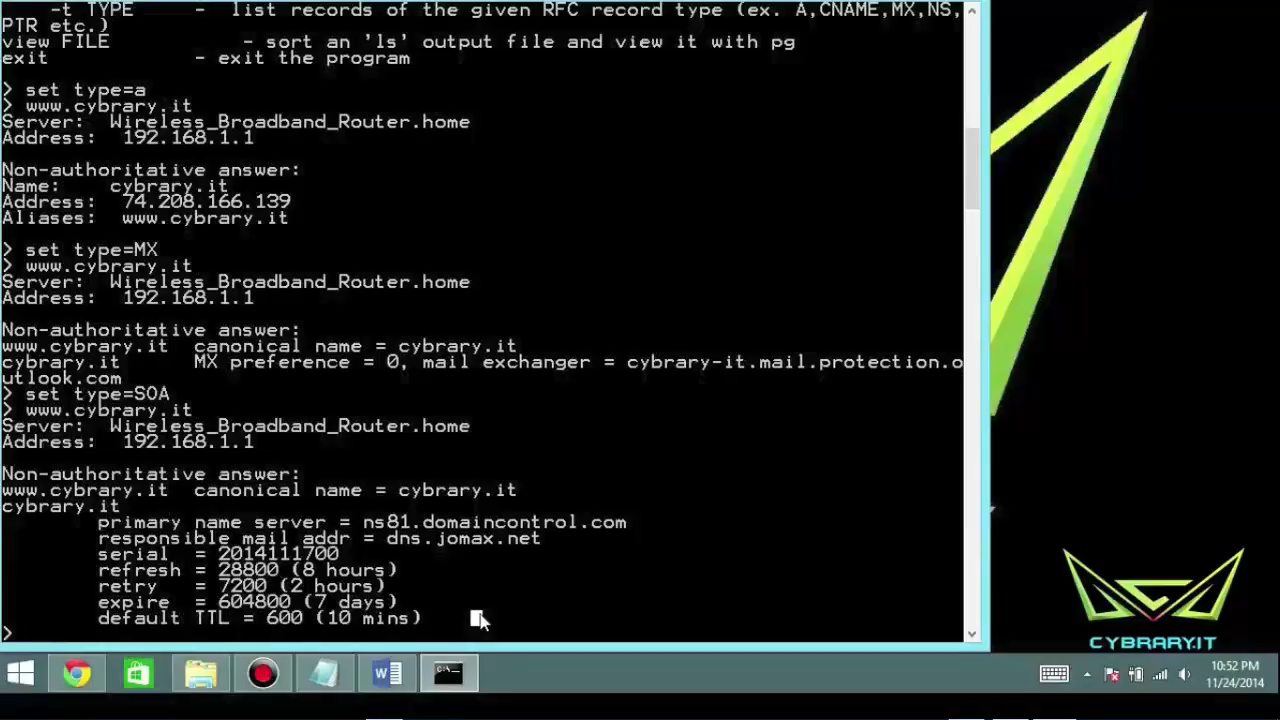 -t TYPE - list records of the given RFC record type (ex. A,CNAME,MX,NS,
PTR etc.)
view FILE - sort an 'ls' output file and view it with pg
exit - exit the program
> set type=a
> www.cybrary.it
Server: Wireless_Broadband_Router.home
Address: 192.168.1.1
Non-authoritative answer:
Name: cybrary.it
Address: 74.208.166.139
Aliases: www.cybrary.it
> set type=MX
> www.cybrary.it
Server: Wireless_Broadband_Router.home
Address: 192.168.1.1
Non-authoritative answer:
www.cybrary.it canonical name = cybrary.it
cybrary.it MX preference = 0, mail exchanger = cybrary-it.mail.protection.o
utlook.com
> set type=SOA
> www.cybrary.it
Server: Wireless_Broadband_Router.home
Address: 192.168.1.1
Non-authoritative answer:
www.cybrary.it canonical name = cybrary.it
cybrary.it
primary name server = ns81.domaincontrol.com
responsible mail addr = dns.jomax.net
serial = 2014111700
refresh = 28800 (8 hours)
retry = 7200 (2 hours)
expire = 604800 (7 days)
default TTL = 600 (10 mins)
>
CYBRARY.IT
10:52 PM
11/24/2014